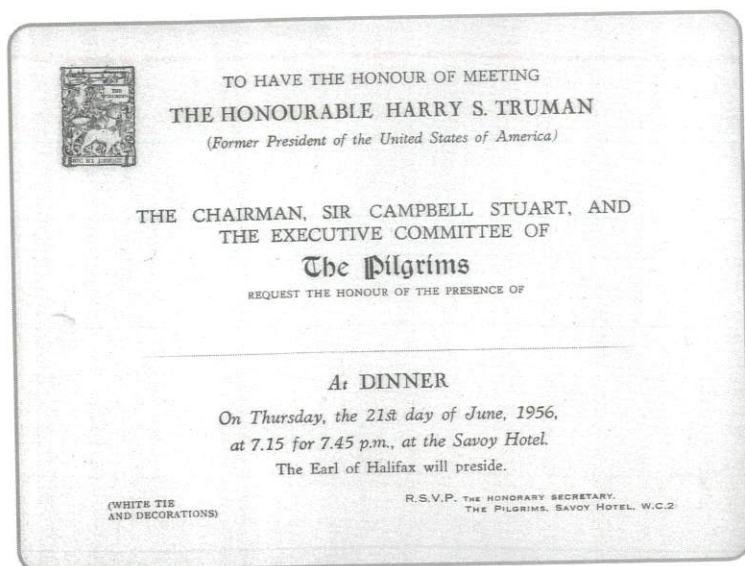 TO HAVE THE HONOUR OF MEETING
THE HONOURABLE HARRY S. TRUMAN
(Former President of the United States of America)
THE CHAIRMAN, SIR CAMPBELL STUART, AND
THE EXECUTIVE COMMITTEE OF
The Pilgrims
REQUEST THE HONOUR OF THE PRESENCE OF
At DINNER
On Thursday, the 21st day of June, 1956,
at 7.15 for 7.45 p.m., at the Savoy Hotel.
The Earl of Halifax will preside.
(WHITE TIE
AND DECORATIONS)
R.S.V.P. THE HONORARY SECRETARY,
THE PILGRIMS, SAVOY HOTEL, W.C.2